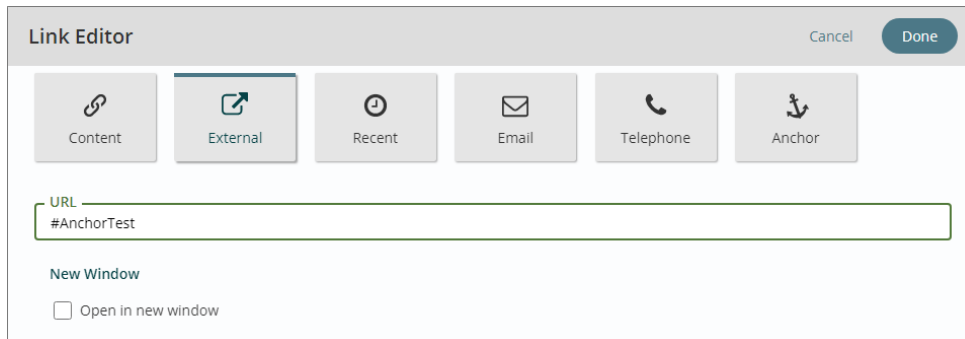 Link Editor Cancel Done
Content External Recent Email Telephone Anchor
URL
#AnchorTest
New Window
Open in new window